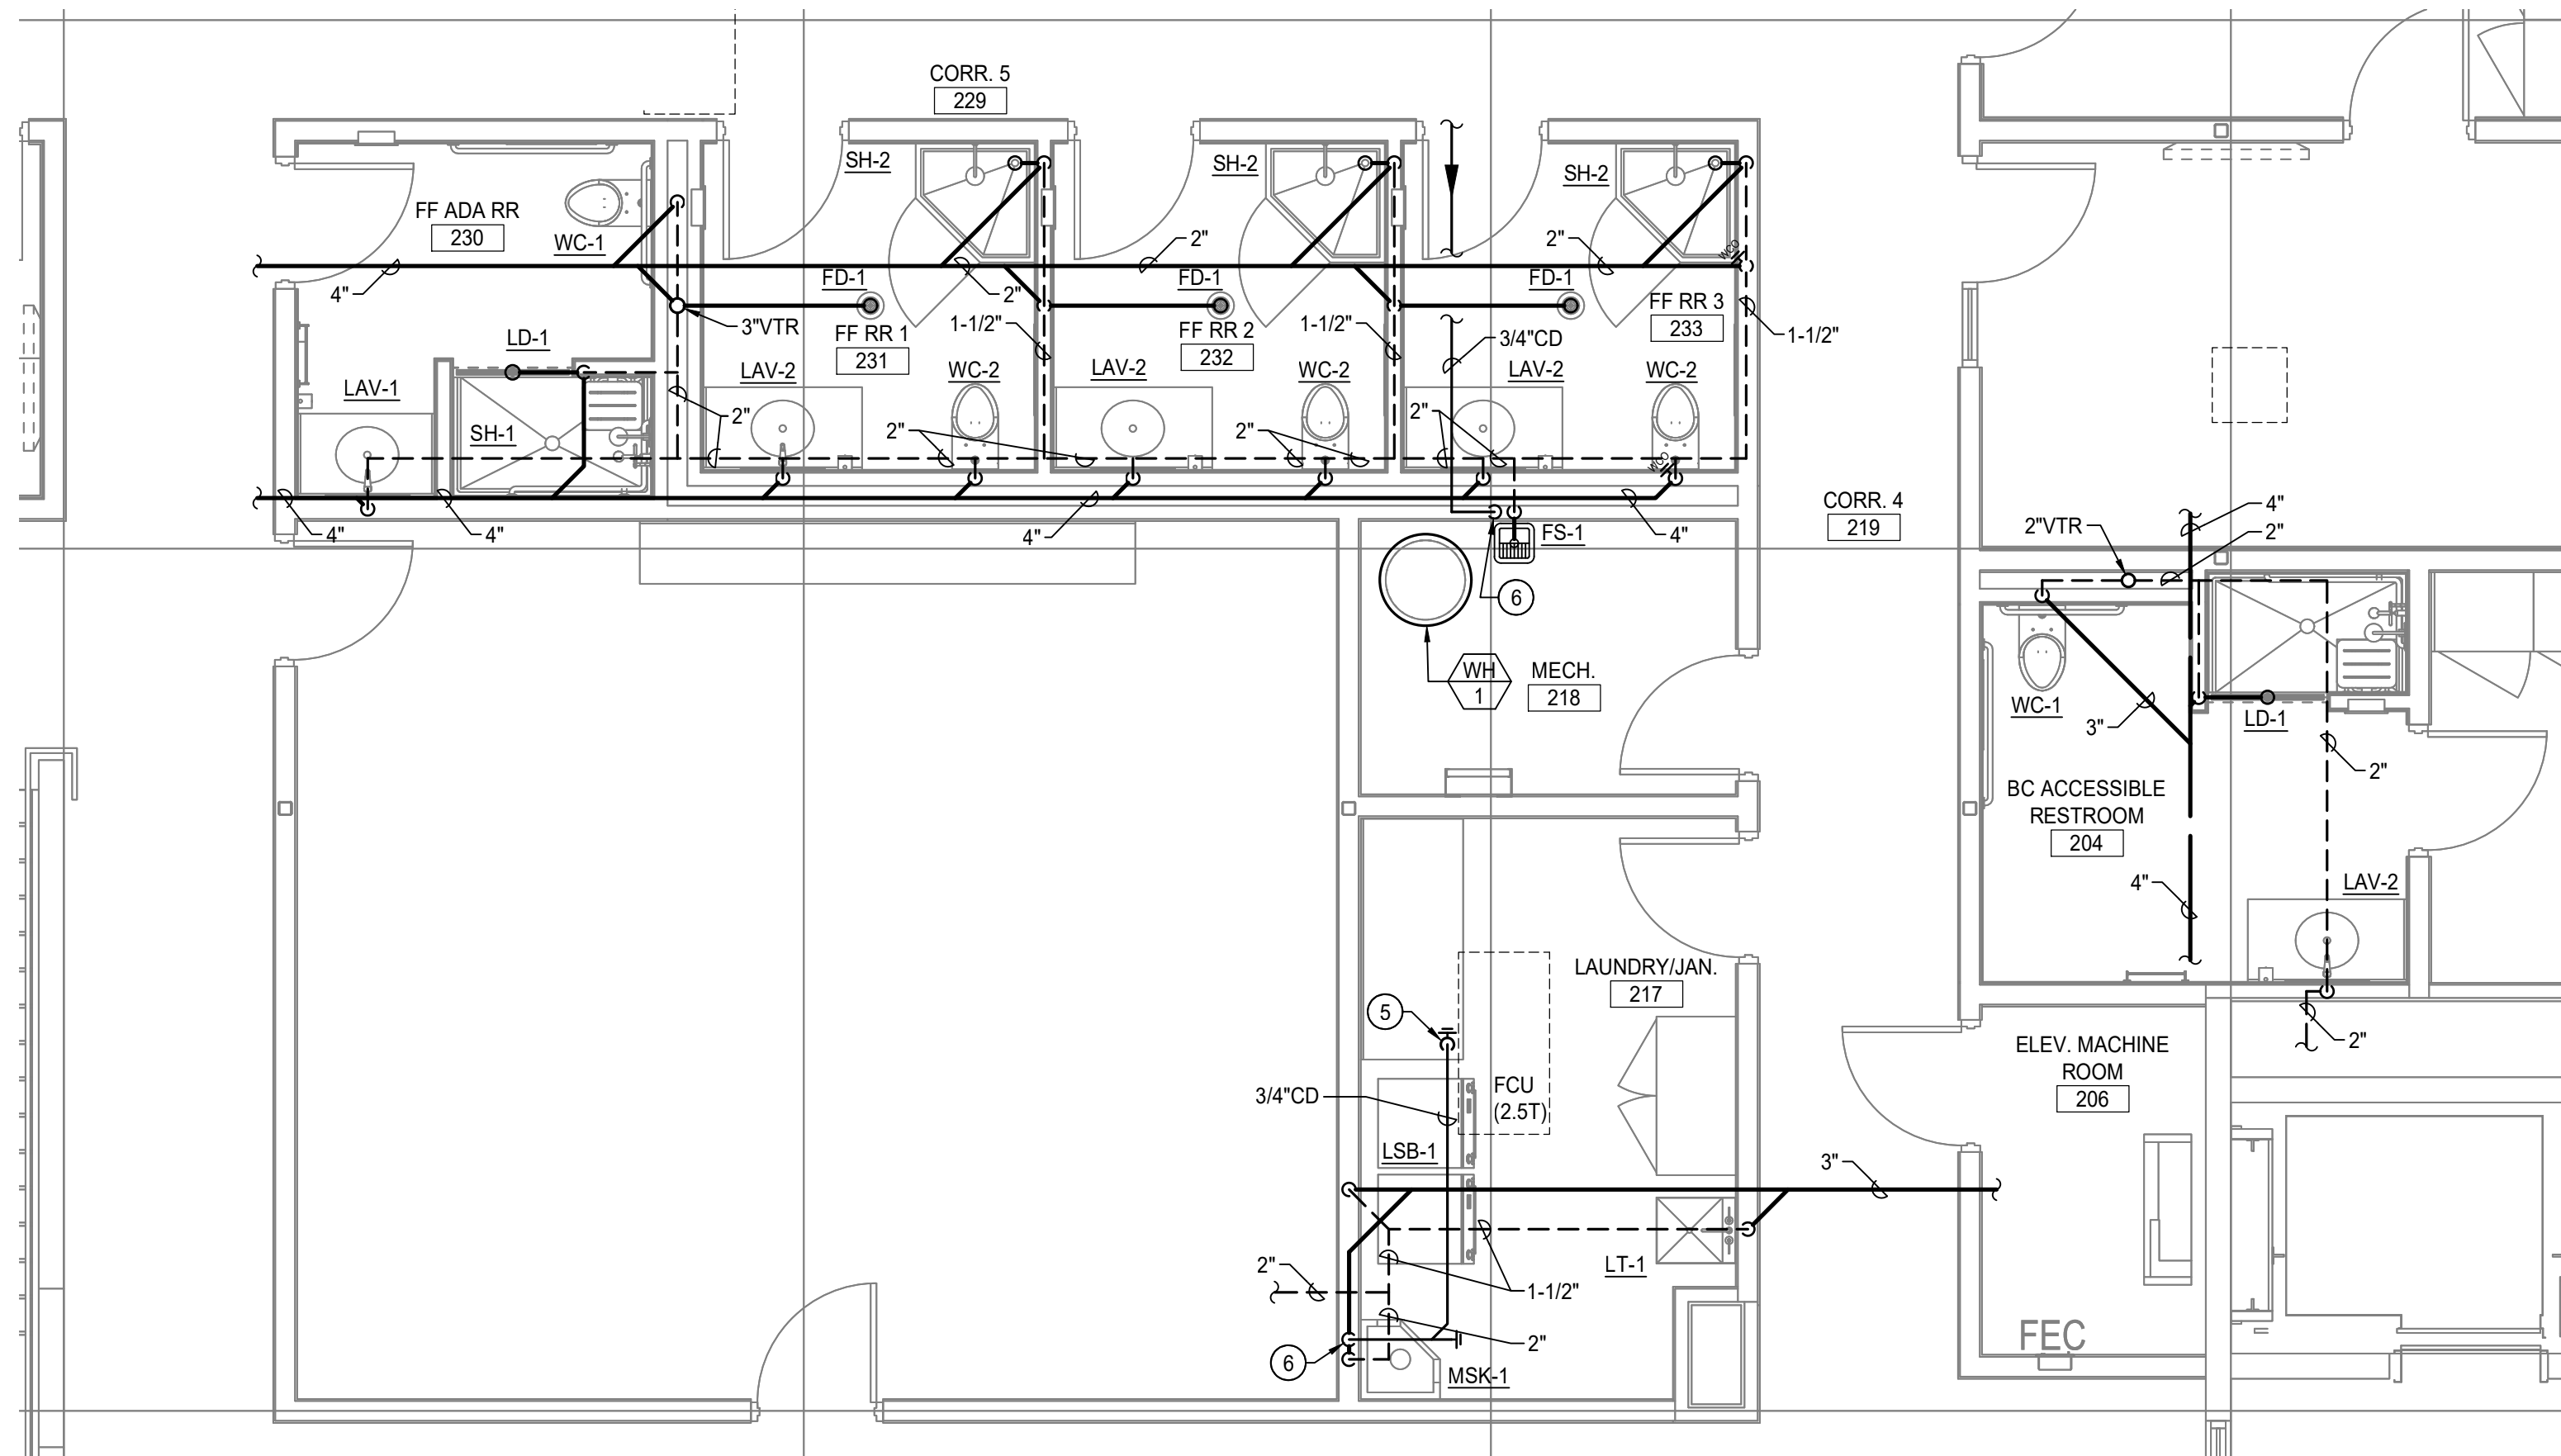 CORR. 5
229
SH-2
SH-2
SH-2
FF ADA RR
230
WC-1
WCO
2"
2"
4"
2"
FD-1
FD-1
FD-1
3"VTR
1-1/2"
1-1/2"
1-1/2"
FF RR 1
231
FF RR 2
232
FF RR 3
233
3/4"CD
LD-1
LAV-1
LAV-2
WC-2
LAV-2
WC-2
LAV-2
WC-2
2"
2"
2"
2"
SH-1
WCO
4"
4"
4"
4"
FS-1
6
CORR. 4
219
2"VTR
4"
2"
WH
1
MECH.
218
WC-1
3"
LD-1
2"
BC ACCESSIBLE
RESTROOM
204
4"
LAV-2
LAUNDRY/JAN.
217
5
2"
ELEV. MACHINE
ROOM
206
3/4"CD
FCU
(2.5T)
LSB-1
3"
LT-1
2"
1-1/2"
2"
6
MSK-1
FEC